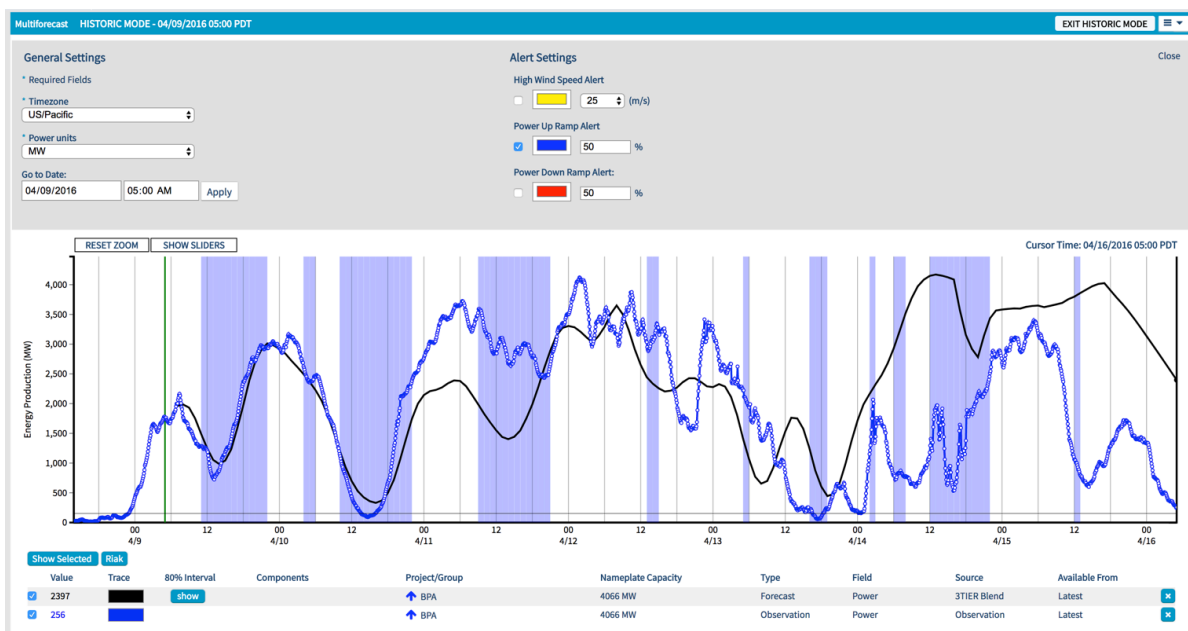 Multiforecast HISTORIC MODE - 04/09/2016 05:00 PDT EXIT HISTORIC MODE
General Settings
* Required Fields
* Timezone
US/Pacific
* Power units
MW
Go to Date:
04/09/2016 05:00 AM Apply
Alert Settings
High Wind Speed Alert
25 (m/s)
Power Up Ramp Alert
50 %
Power Down Ramp Alert:
50 %
Close
RESET ZOOM SHOW SLIDERS Cursor Time: 04/16/2016 05:00 PDT
Energy Production (MW)
4,000
3,500
3,000
2,500
2,000
1,500
1,000
500
0
00 12 00 12 00 12 00 12 00 12 00 12 00 12 00
4/9 4/10 4/11 4/12 4/13 4/14 4/15 4/16
Show Selected Riak
Value Trace 80% Interval Components Project/Group Nameplate Capacity Type Field Source Available From
2397 show BPA 4066 MW Forecast Power 3TIER Blend Latest
256 BPA 4066 MW Observation Power Observation Latest